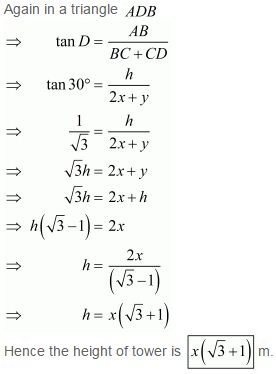 Again in a triangle ADB
⇒ tan D = AB / (BC + CD)
⇒ tan 30° = h / (2x + y)
⇒ 1/√3 = h / (2x + y)
⇒ √3h = 2x + y
⇒ √3h = 2x + h
⇒ h(√3 − 1) = 2x
⇒ h = 2x / (√3 − 1)
⇒ h = x(√3 + 1)
Hence the height of tower is x(√3 + 1) m.